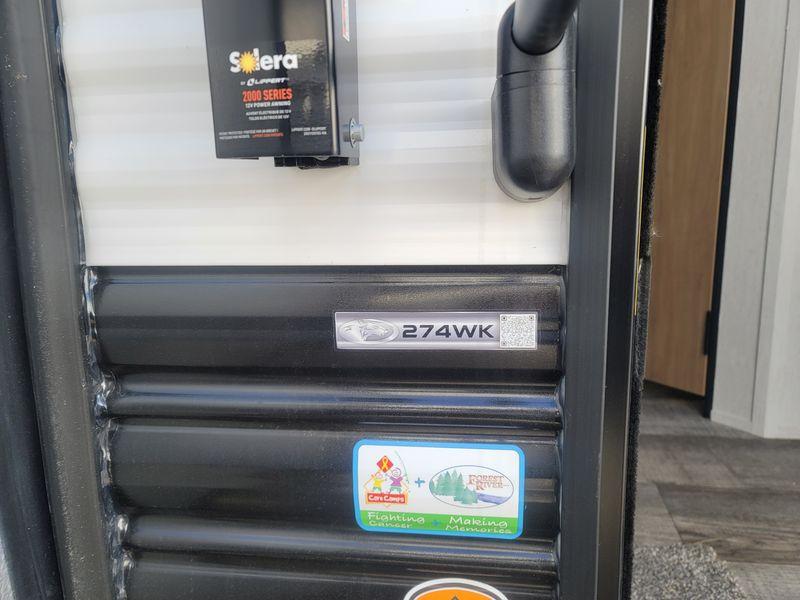 Solera
BY LIPPERT
2000 SERIES
12V POWER AWNING
274WK
Care Camps + FOREST RIVER
Fighting Cancer + Making Memories